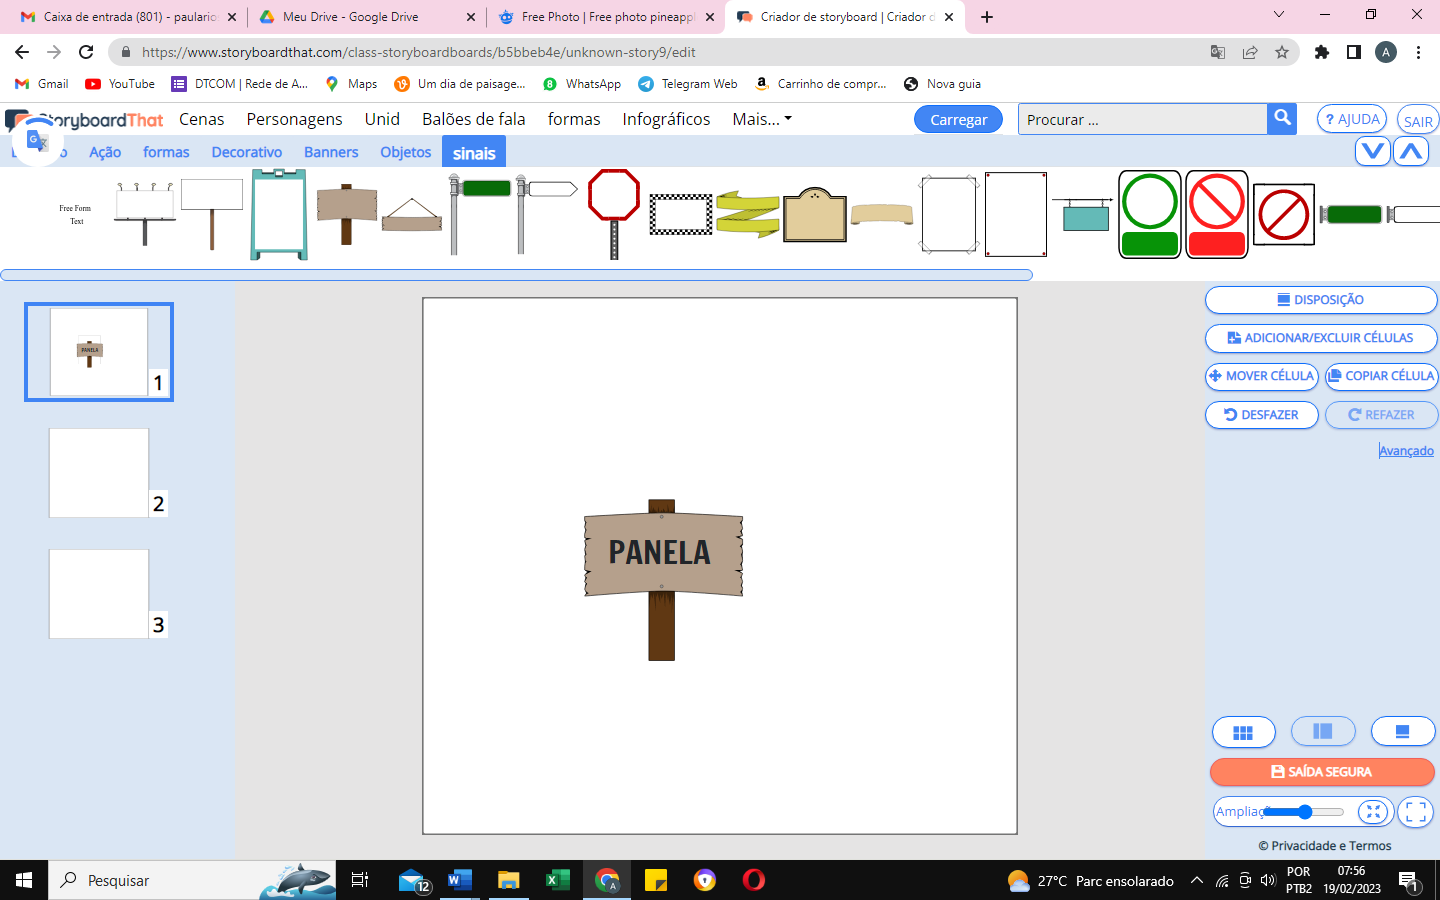 Caixa de entrada (801) - paulario
Meu Drive - Google Drive
Free Photo | Free photo pineappl
Criador de storyboard | Criador d
https://www.storyboardthat.com/class-storyboardboards/b5bbeb4e/unknown-story9/edit
A
Gmail
YouTube
DTCOM | Rede de A...
Maps
Um dia de paisage...
WhatsApp
Telegram Web
Carrinho de compr...
Nova guia
StoryboardThat
Cenas
Personagens
Unid
Balões de fala
formas
Infográficos
Mais...
Carregar
Procurar ...
? AJUDA
SAIR
Ação
formas
Decorativo
Banners
Objetos
sinais
Free Form
Text
PANELA
1
2
3
PANELA
DISPOSIÇÃO
ADICIONAR/EXCLUIR CÉLULAS
MOVER CÉLULA
COPIAR CÉLULA
DESFAZER
REFAZER
Avançado
SAÍDA SEGURA
Ampliaç
© Privacidade e Termos
Pesquisar
12
27°C Parc ensolarado
POR
PTB2
07:56
19/02/2023
1